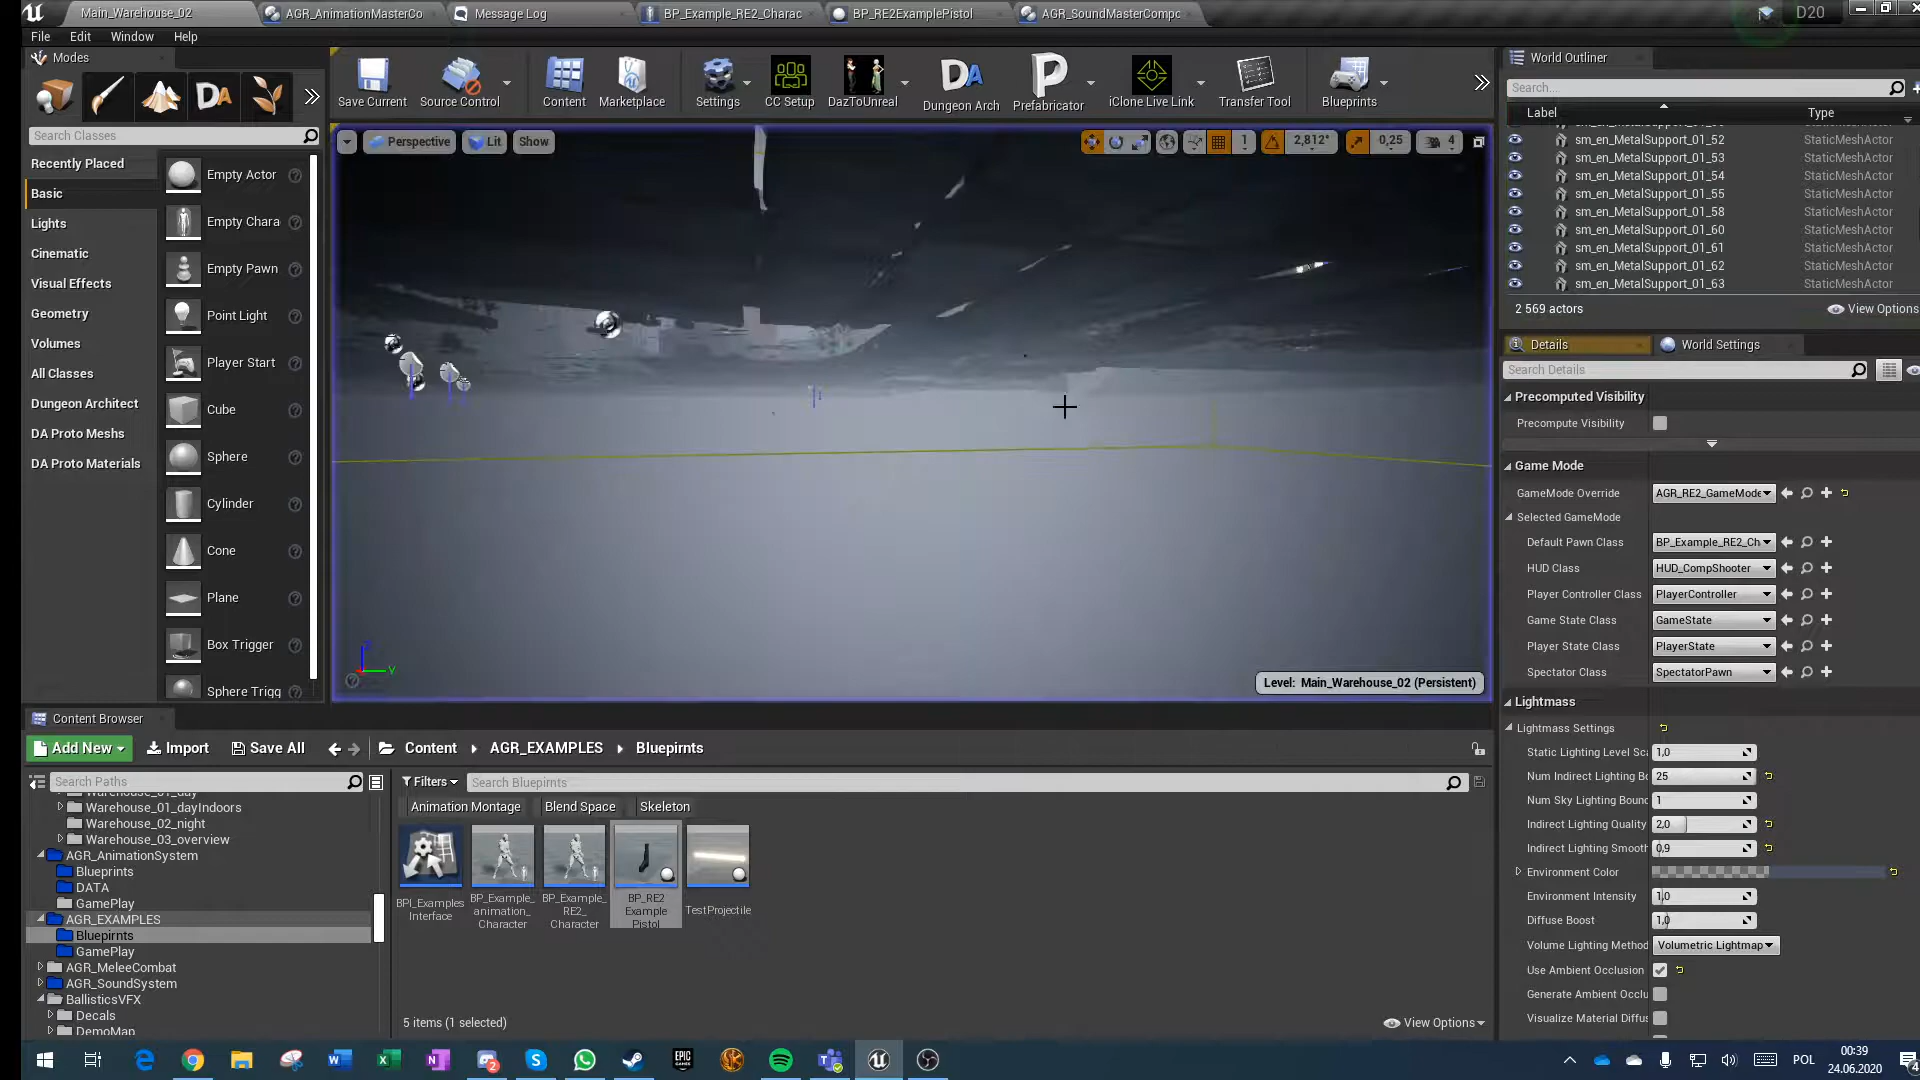 Main_Warehouse_02
AGR_AnimationMasterCo
Message Log
BP_Example_RE2_Charac
BP_RE2ExamplePistol
AGR_SoundMasterCompc
D20
File Edit Window Help
Modes
World Outliner
Save Current
Source Control
Content
Marketplace
Settings
CC Setup
DazToUnreal
Dungeon Arch
Prefabricator
iClone Live Link
Transfer Tool
Blueprints
Search Classes
Recently Placed
Basic
Lights
Cinematic
Visual Effects
Geometry
Volumes
All Classes
Dungeon Architect
DA Proto Meshs
DA Proto Materials
Empty Actor
Empty Chara
Empty Pawn
Point Light
Player Start
Cube
Sphere
Cylinder
Cone
Plane
Box Trigger
Sphere Trigg
Perspective
Lit
Show
1
2,812°
0,25
4
Level: Main_Warehouse_02 (Persistent)
Search...
Label Type
sm_en_MetalSupport_01_52 StaticMeshActor
sm_en_MetalSupport_01_53 StaticMeshActor
sm_en_MetalSupport_01_54 StaticMeshActor
sm_en_MetalSupport_01_55 StaticMeshActor
sm_en_MetalSupport_01_58 StaticMeshActor
sm_en_MetalSupport_01_60 StaticMeshActor
sm_en_MetalSupport_01_61 StaticMeshActor
sm_en_MetalSupport_01_62 StaticMeshActor
sm_en_MetalSupport_01_63 StaticMeshActor
2 569 actors
View Options
Details
World Settings
Search Details
Precomputed Visibility
Precompute Visibility
Game Mode
GameMode Override AGR_RE2_GameMode
Selected GameMode
Default Pawn Class BP_Example_RE2_Ch
HUD Class HUD_CompShooter
Player Controller Class PlayerController
Game State Class GameState
Player State Class PlayerState
Spectator Class SpectatorPawn
Lightmass
Lightmass Settings
Static Lighting Level Sca 1,0
Num Indirect Lighting Bo 25
Num Sky Lighting Bounc 1
Indirect Lighting Quality 2,0
Indirect Lighting Smooth 0,9
Environment Color
Environment Intensity 1,0
Diffuse Boost 1,0
Volume Lighting Method Volumetric Lightmap
Use Ambient Occlusion
Generate Ambient Occlu
Visualize Material Diffus
Content Browser
Add New
Import
Save All
Content
AGR_EXAMPLES
Bluepirnts
Search Paths
Filters
Search Bluepirnts
Animation Montage
Blend Space
Skeleton
Warehouse_01_day
Warehouse_01_dayIndoors
Warehouse_02_night
Warehouse_03_overview
AGR_AnimationSystem
Blueprints
DATA
GamePlay
AGR_EXAMPLES
Bluepirnts
GamePlay
AGR_MeleeCombat
AGR_SoundSystem
BallisticsVFX
Decals
DemoMap
BPI_Examples
Interface
BP_Example_
animation_
Character
BP_Example_
RE2_
Character
BP_RE2
Example
Pistol
TestProjectile
5 items (1 selected)
View Options
POL
00:39
24.06.2020